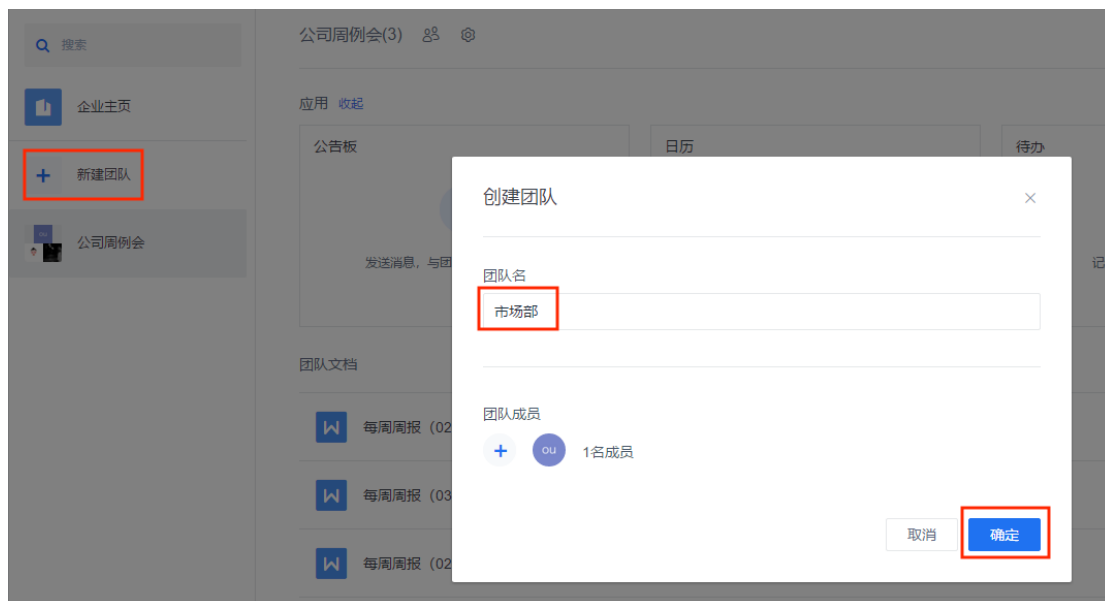 搜索
企业主页
新建团队
公司周例会
公司周例会(3)
应用 收起
公告板
日历
待办
发送消息，与团
记
团队文档
每周周报（02
每周周报（03
每周周报（02
创建团队
团队名
市场部
团队成员
OU 1名成员
取消 确定